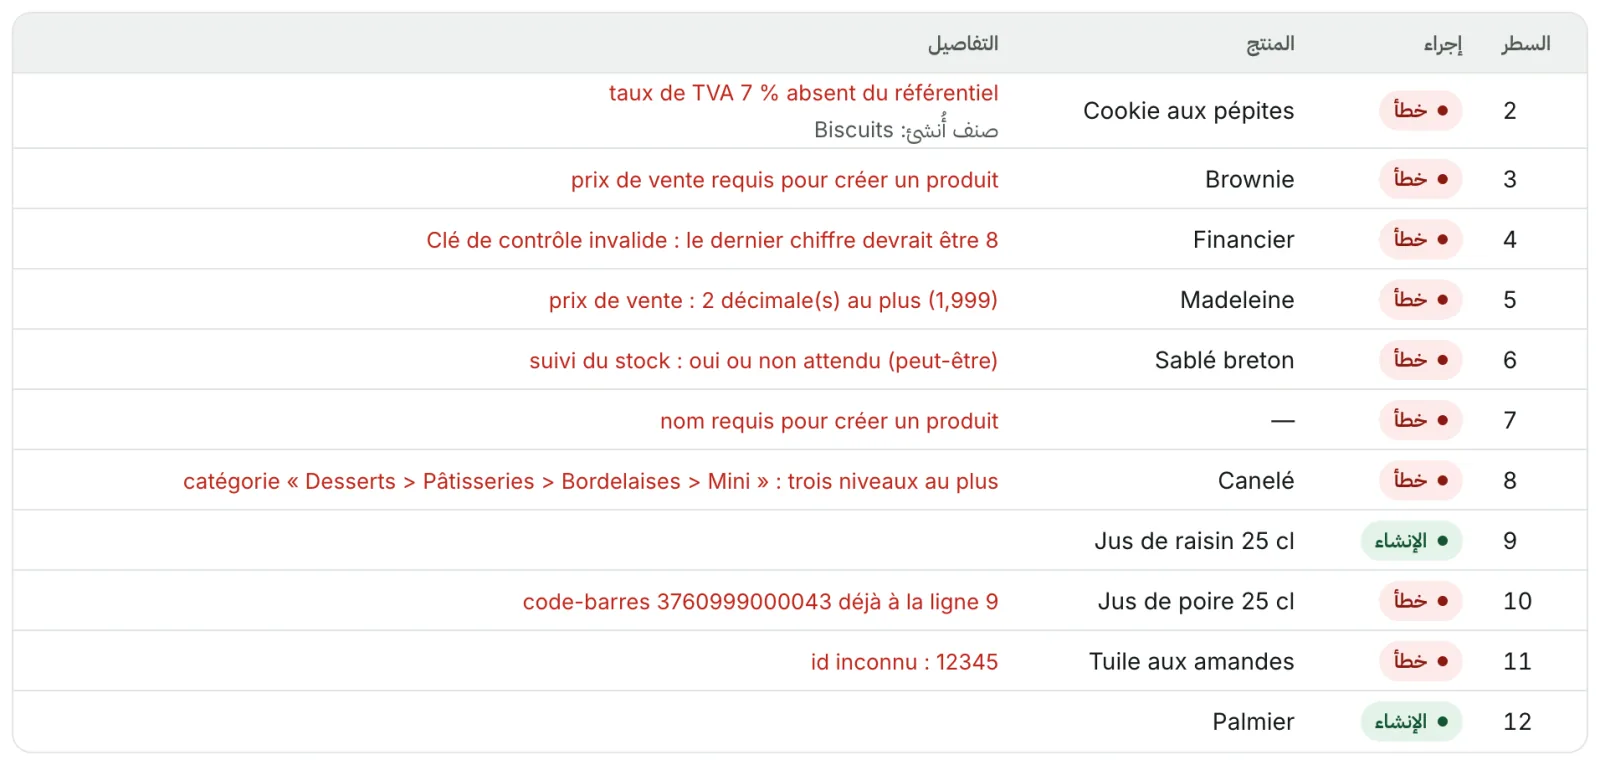 السطر إجراء المنتج التفاصيل
2 خطأ Cookie aux pépites taux de TVA 7 % absent du référentiel
صنف أُنشئ: Biscuits
3 خطأ Brownie prix de vente requis pour créer un produit
4 خطأ Financier Clé de contrôle invalide : le dernier chiffre devrait être 8
5 خطأ Madeleine prix de vente : 2 décimale(s) au plus (1,999)
6 خطأ Sablé breton suivi du stock : oui ou non attendu (peut-être)
7 خطأ — nom requis pour créer un produit
8 خطأ Canelé catégorie « Desserts > Pâtisseries > Bordelaises > Mini » : trois niveaux au plus
9 الإنشاء Jus de raisin 25 cl
10 خطأ Jus de poire 25 cl code-barres 3760999000043 déjà à la ligne 9
11 خطأ Tuile aux amandes id inconnu : 12345
12 الإنشاء Palmier